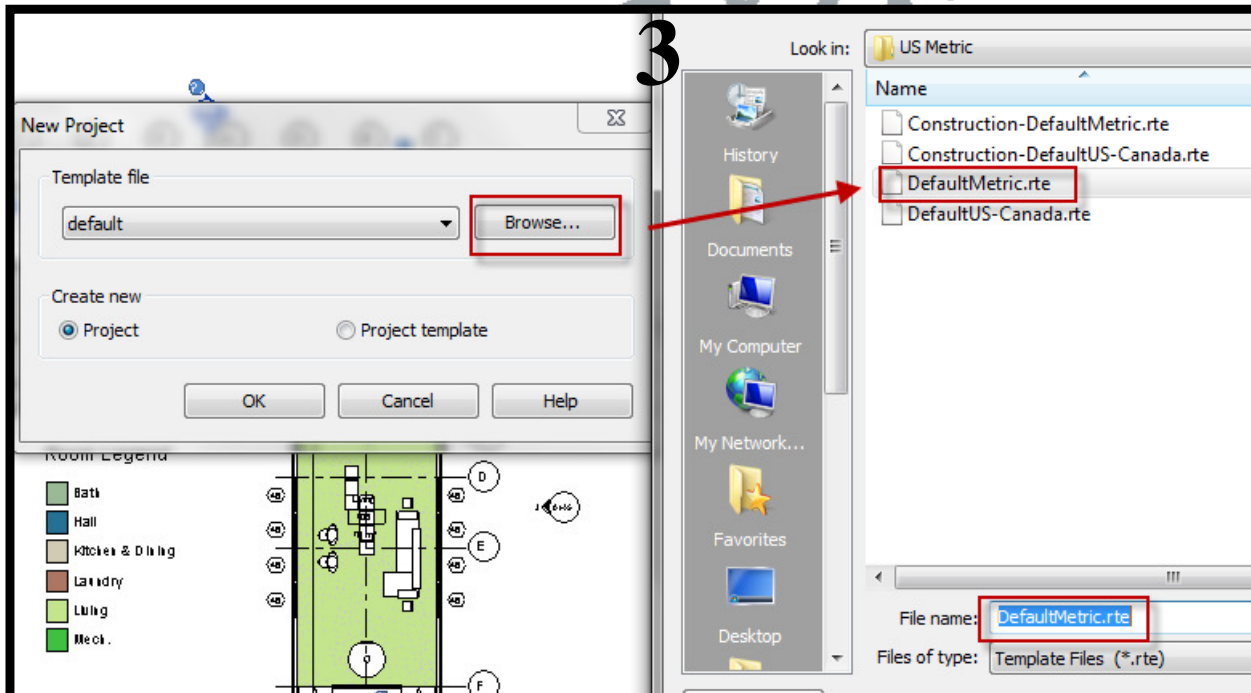 3
New Project
Template file
default
Browse...
Create new
Project
Project template
OK
Cancel
Help
Room Legend
Bath
Hall
Kitchen & Dining
Laundry
Living
Mech.
D
E
F
Look in:
US Metric
Name
Construction-DefaultMetric.rte
Construction-DefaultUS-Canada.rte
DefaultMetric.rte
DefaultUS-Canada.rte
History
Documents
My Computer
My Network...
Favorites
Desktop
File name:
DefaultMetric.rte
Files of type:
Template Files (*.rte)